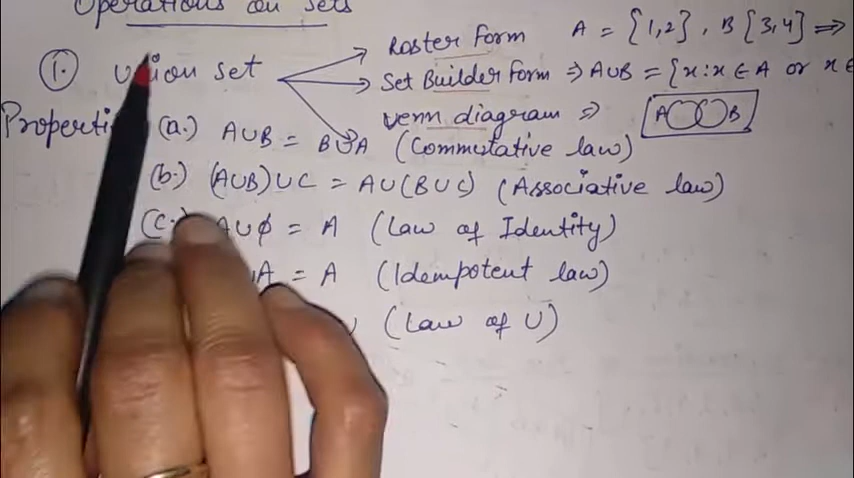 Operations on Sets
(1.) Union Set
Roster Form A = {1,2}, B {3,4} ⇒
Set Builder Form ⇒ A∪B = {x : x ∈ A or x ∈
Venn diagram ⇒ A B
Properti
(a.) A∪B = B∪A (Commutative law)
(b.) (A∪B)∪C = A∪(B∪C) (Associative law)
(c.) A∪ϕ = A (Law of Identity)
A = A (Idempotent law)
(Law of U)